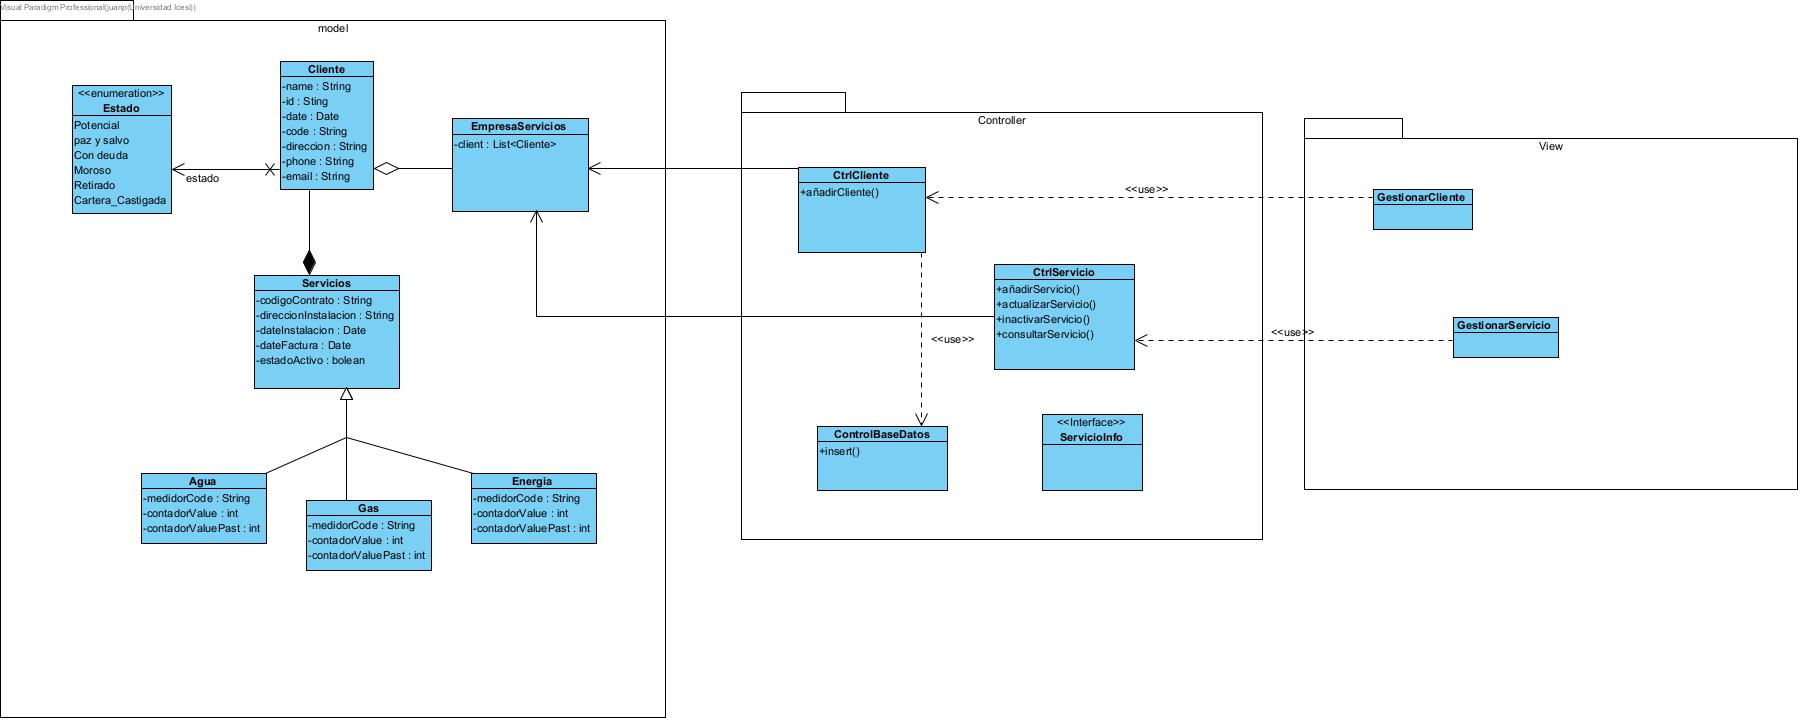 Visual Paradigm Professional(juanp(Universidad Icesi))
model
<<enumeration>>
Estado
Potencial
paz y salvo
Con deuda
Moroso
Retirado
Cartera_Castigada
estado
Cliente
-name : String
-id : Sting
-date : Date
-code : String
-direccion : String
-phone : String
-email : String
EmpresaServicios
-client : List<Cliente>
Servicios
-codigoContrato : String
-direccionInstalacion : String
-dateInstalacion : Date
-dateFactura : Date
-estadoActivo : bolean
Agua
-medidorCode : String
-contadorValue : int
-contadorValuePast : int
Gas
-medidorCode : String
-contadorValue : int
-contadorValuePast : int
Energia
-medidorCode : String
-contadorValue : int
-contadorValuePast : int
Controller
CtrlCliente
+añadirCliente()
CtrlServicio
+añadirServicio()
+actualizarServicio()
+inactivarServicio()
+consultarServicio()
<<use>>
ControlBaseDatos
+insert()
<<Interface>>
ServicioInfo
<<use>>
<<use>>
View
GestionarCliente
GestionarServicio